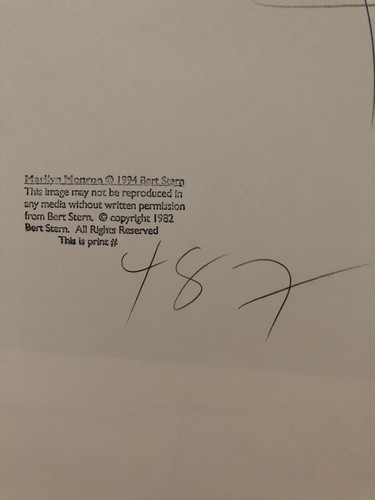 Marilyn Monroe © 1994 Bert Stern
This image may not be reproduced in
any media without written permission
from Bert Stern. © copyright 1982
Bert Stern. All Rights Reserved
This is print #
487